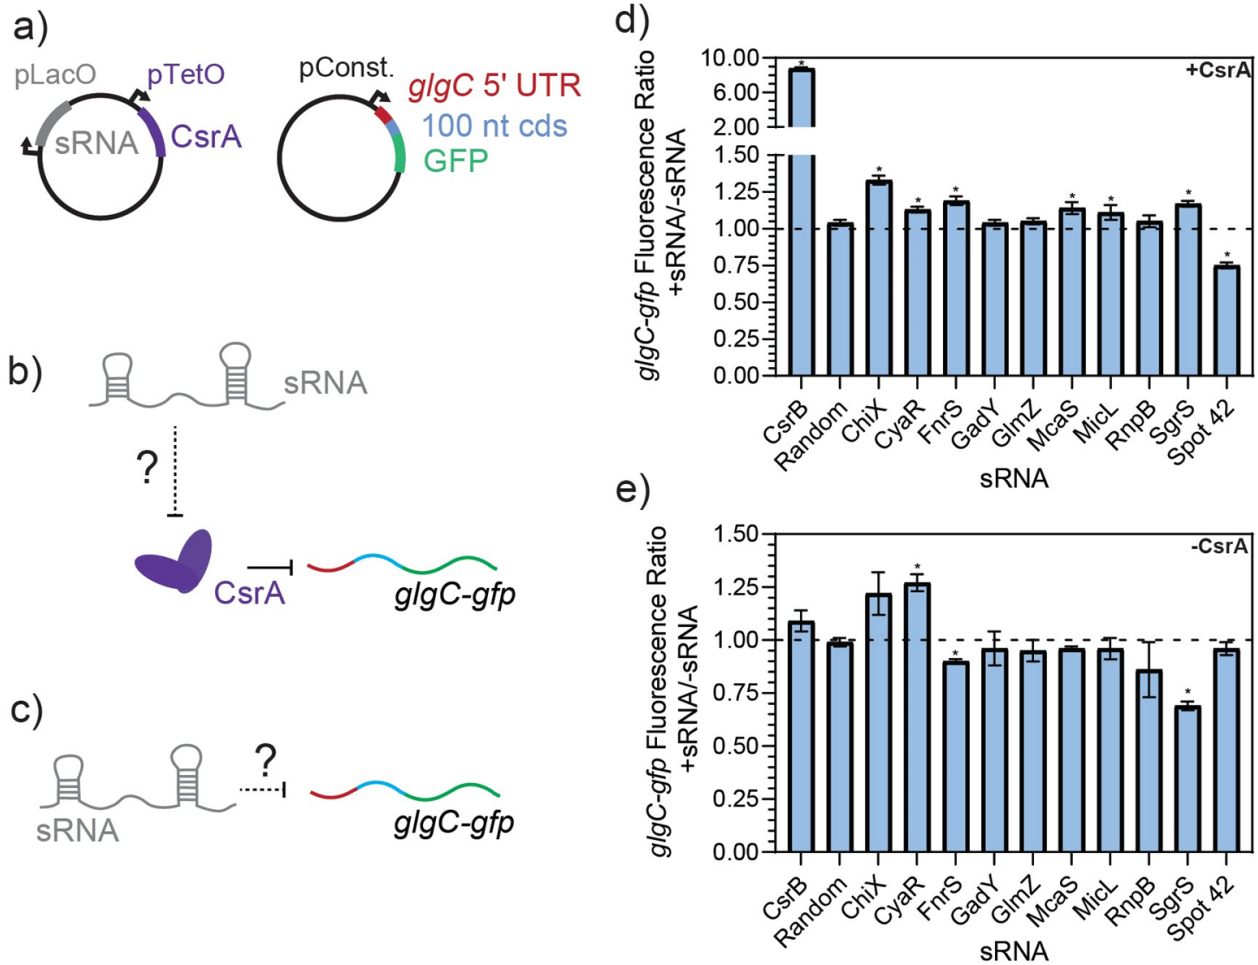 a)
pLacO
pTetO
sRNA
CsrA
pConst.
glgC 5' UTR
100 nt cds
GFP
b)
sRNA
?
CsrA
glgC-gfp
c)
?
sRNA
glgC-gfp
d)
glgC-gfp Fluorescence Ratio
+sRNA/-sRNA
10.00
6.00
2.00
1.50
1.25
1.00
0.75
0.50
0.25
0.00
+CsrA
* * * * * * * *
CsrB Random ChiX CyaR FnrS GadY GlmZ McaS MicL RnpB SgrS Spot 42
sRNA
e)
glgC-gfp Fluorescence Ratio
+sRNA/-sRNA
1.50
1.25
1.00
0.75
0.50
0.25
0.00
-CsrA
* * *
CsrB Random ChiX CyaR FnrS GadY GlmZ McaS MicL RnpB SgrS Spot 42
sRNA